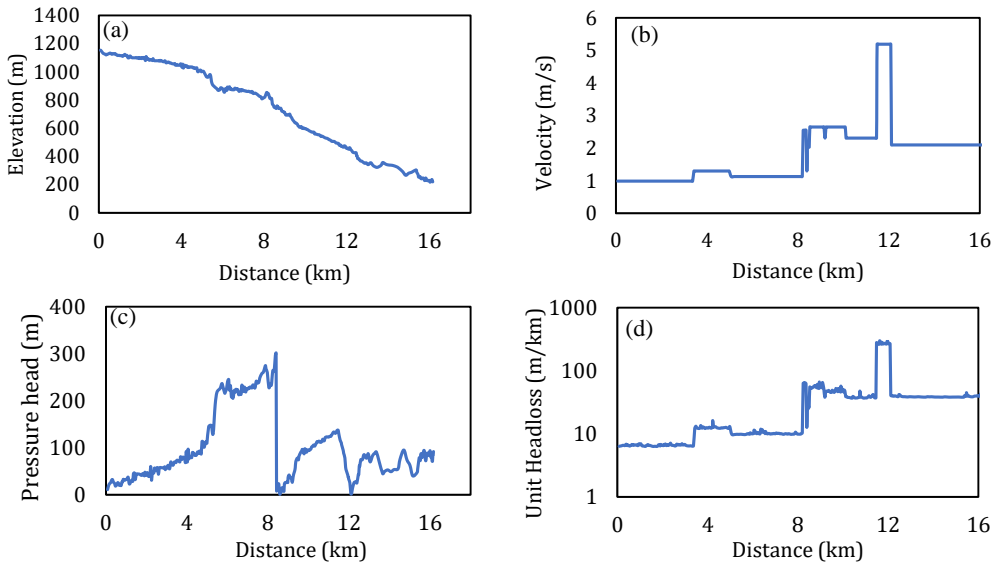 (a)
Elevation (m)
1400
1200
1000
800
600
400
200
0
0 4 8 12 16
Distance (km)
(b)
Velocity (m/s)
6
5
4
3
2
1
0
0 4 8 12 16
Distance (km)
(c)
Pressure head (m)
400
300
200
100
0
0 4 8 12 16
Distance (km)
(d)
Unit Headloss (m/km)
1000
100
10
1
0 4 8 12 16
Distance (km)